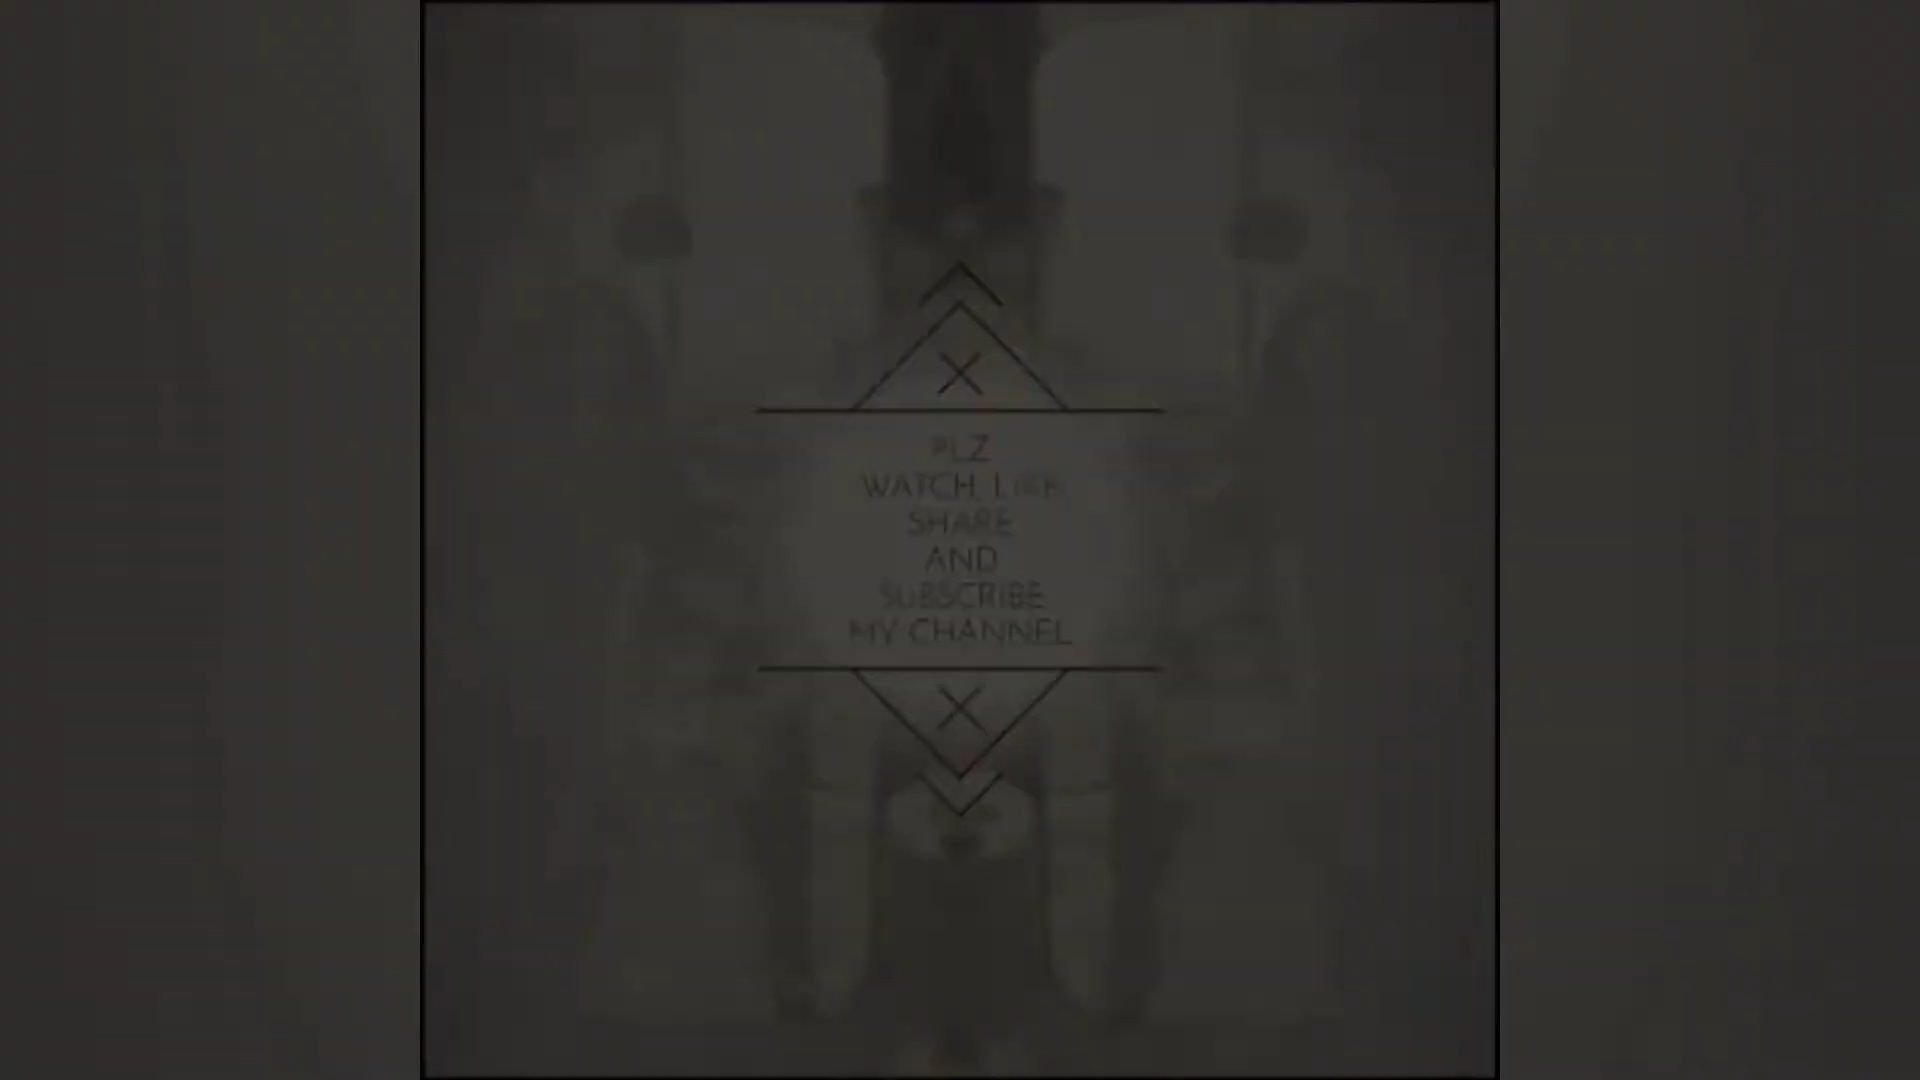 PLZ
WATCH, LIKE
SHARE
AND
SUBSCRIBE
MY CHANNEL